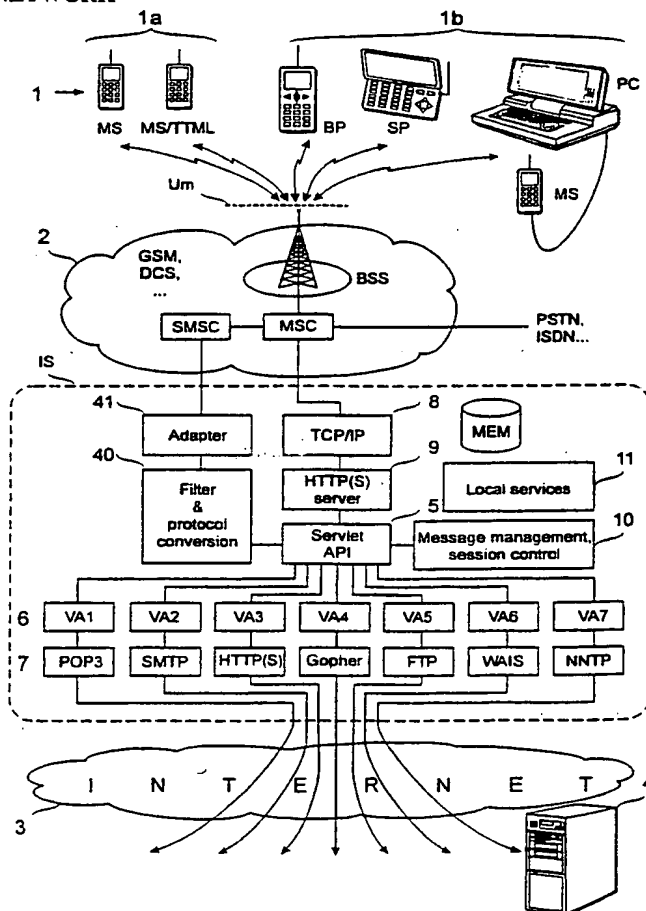 1a 1b
1
MS MS/TTML BP SP PC
MS
Um
2
GSM,
DCS,
...
BSS
SMSC MSC
PSTN,
ISDN...
IS
41 8
Adapter TCP/IP MEM
40 9 11
Filter
&
protocol
conversion
HTTP(S)
server
Local services
5 10
Servlet
API
Message management,
session control
6 VA1 VA2 VA3 VA4 VA5 VA6 VA7
7 POP3 SMTP HTTP(S) Gopher FTP WAIS NNTP
I N T E R N E T
3 4